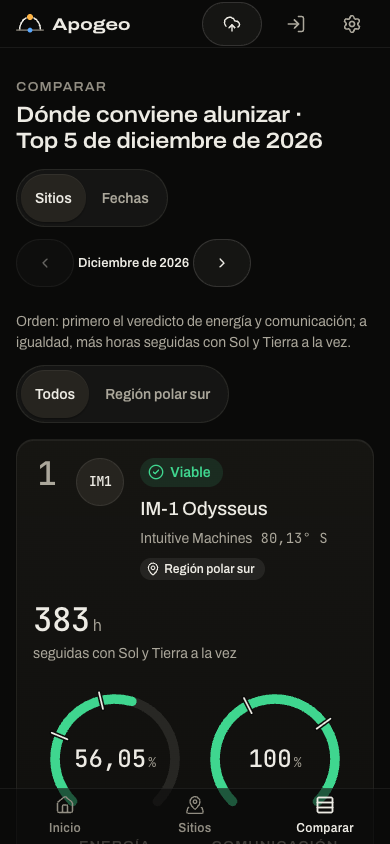 Apogeo
COMPARAR
Dónde conviene alunizar ·
Top 5 de diciembre de 2026
Sitios
Fechas
Diciembre de 2026
Orden: primero el veredicto de energía y comunicación; a
igualdad, más horas seguidas con Sol y Tierra a la vez.
Todos
Región polar sur
1
IM1
Viable
IM-1 Odysseus
Intuitive Machines 80,13° S
Región polar sur
383 h
seguidas con Sol y Tierra a la vez
56,05%
100%
Inicio
Sitios
Comparar
ENERGÍA
COMUNICACIÓN